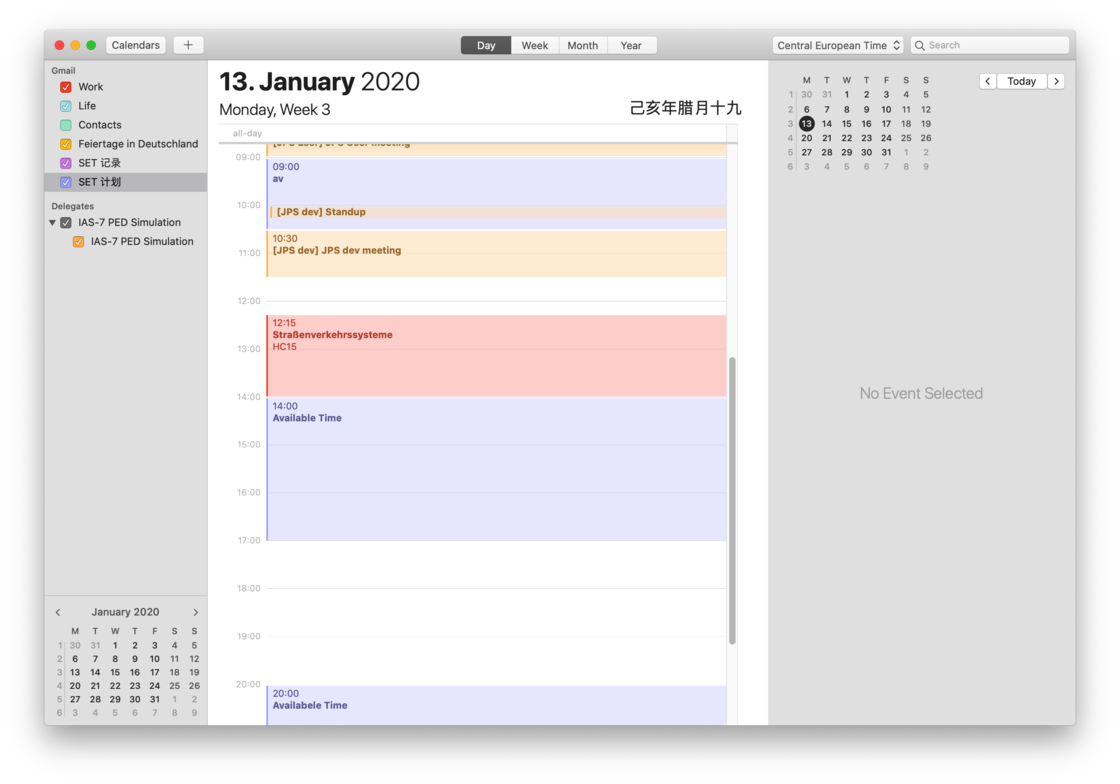 Calendars
+
Day Week Month Year
Central European Time
Search
Gmail
Work
Life
Contacts
Feiertage in Deutschland
SET 记录
SET 计划
Delegates
IAS-7 PED Simulation
IAS-7 PED Simulation
January 2020
M T W T F S S
1 30 31 1 2 3 4 5
2 6 7 8 9 10 11 12
3 13 14 15 16 17 18 19
4 20 21 22 23 24 25 26
5 27 28 29 30 31 1 2
6 3 4 5 6 7 8 9
13. January 2020
Monday, Week 3
己亥年腊月十九
all-day
[JPS user] JPS User meeting
09:00
09:00
av
10:00
[JPS dev] Standup
10:30
[JPS dev] JPS dev meeting
11:00
12:00
12:15
Straßenverkehrssysteme
HC15
13:00
14:00
14:00
Available Time
15:00
16:00
17:00
18:00
19:00
20:00
20:00
Availabele Time
M T W T F S S
1 30 31 1 2 3 4 5
2 6 7 8 9 10 11 12
3 13 14 15 16 17 18 19
4 20 21 22 23 24 25 26
5 27 28 29 30 31 1 2
6 3 4 5 6 7 8 9
Today
No Event Selected